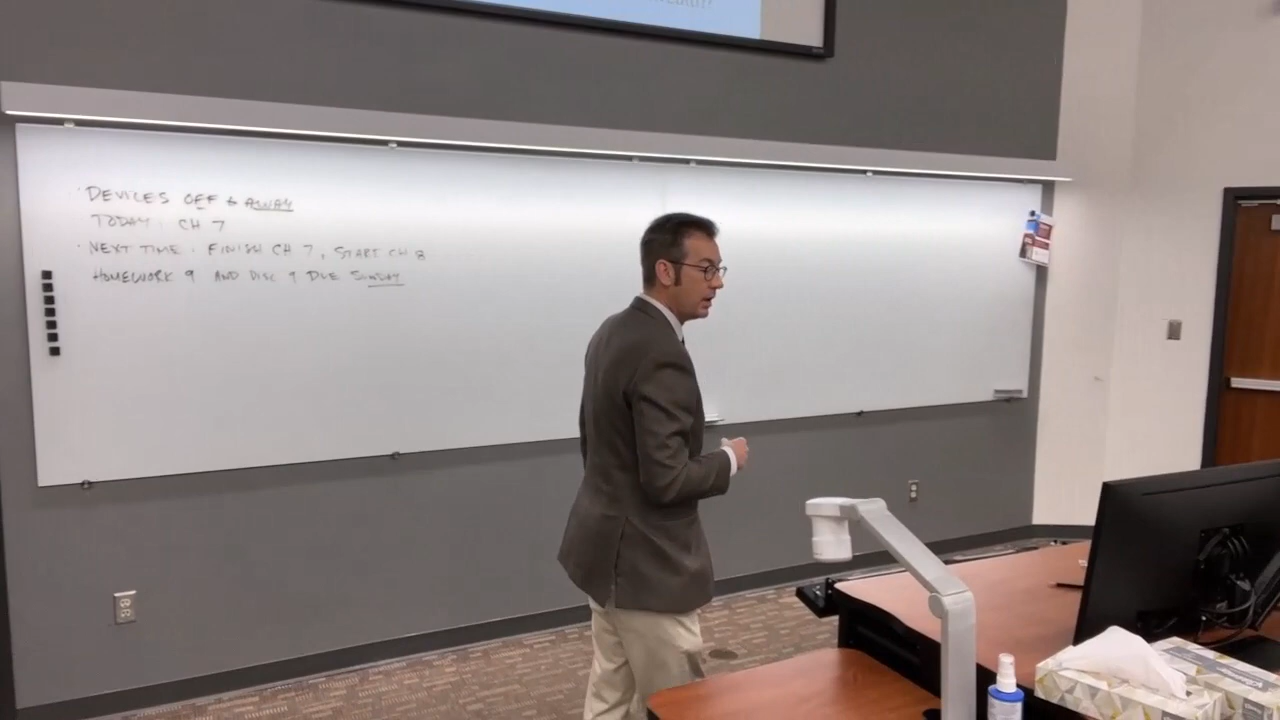 DEVICES OFF & AWAY
TODAY: CH 7
NEXT TIME: FINISH CH 7, START CH 8
HOMEWORK 9 AND DISC 9 DUE SUNDAY